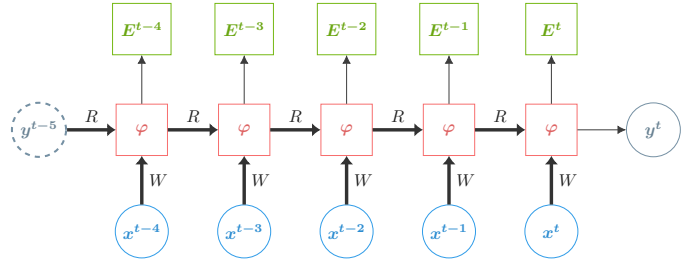 E^{t−4} E^{t−3} E^{t−2} E^{t−1} E^t
y^{t−5} R φ R φ R φ R φ R φ y^t
W W W W W
x^{t−4} x^{t−3} x^{t−2} x^{t−1} x^t